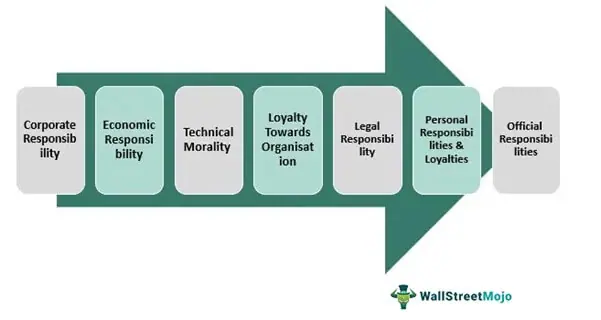 Corporate
Responsib
ility
Economic
Responsi
bility
Technical
Morality
Loyalty
Towards
Organisat
ion
Legal
Responsibi
lity
Personal
Responsibi
lities &
Loyalties
Official
Responsibi
lities
WallStreetMojo